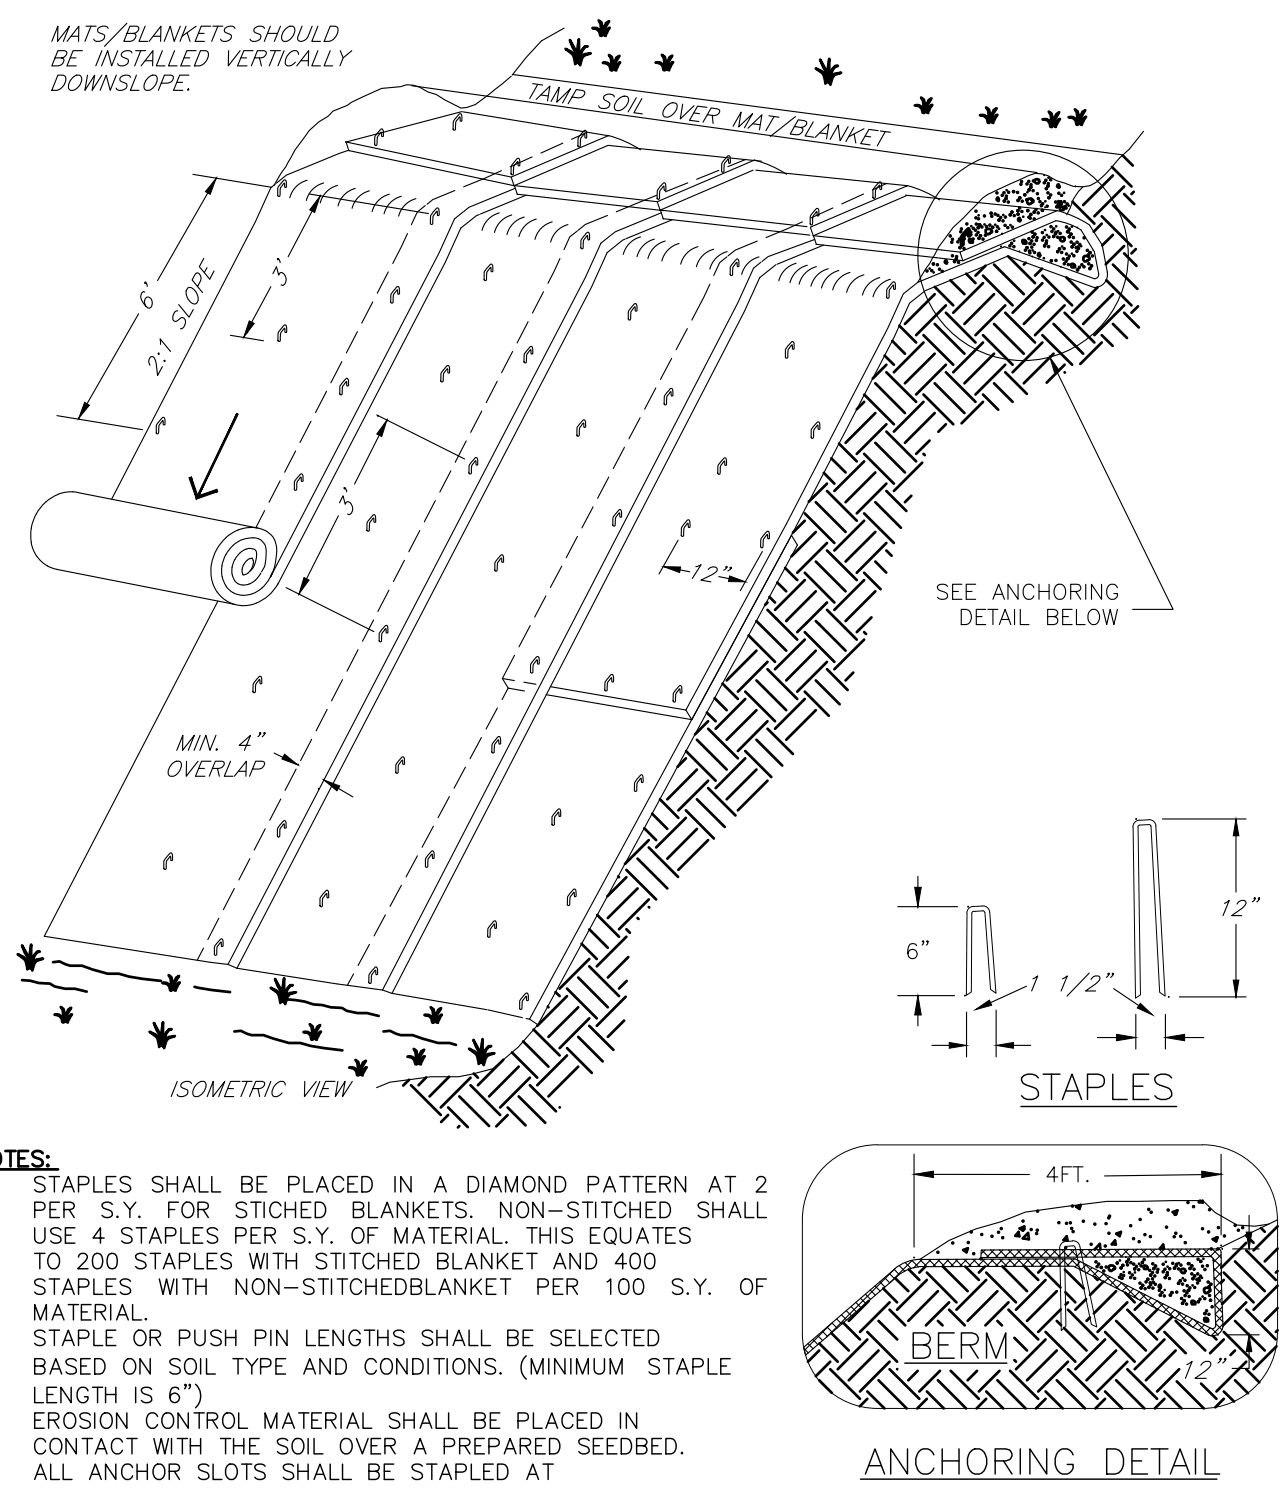 MATS/BLANKETS SHOULD
BE INSTALLED VERTICALLY
DOWNSLOPE.
TAMP SOIL OVER MAT/BLANKET
6'
2:1 SLOPE
3'
3'
12"
SEE ANCHORING
DETAIL BELOW
MIN. 4"
OVERLAP
6"
12"
1 1/2"
STAPLES
ISOMETRIC VIEW
OTES:
STAPLES SHALL BE PLACED IN A DIAMOND PATTERN AT 2
PER S.Y. FOR STICHED BLANKETS. NON-STITCHED SHALL
USE 4 STAPLES PER S.Y. OF MATERIAL. THIS EQUATES
TO 200 STAPLES WITH STITCHED BLANKET AND 400
STAPLES WITH NON-STITCHEDBLANKET PER 100 S.Y. OF
MATERIAL.
STAPLE OR PUSH PIN LENGTHS SHALL BE SELECTED
BASED ON SOIL TYPE AND CONDITIONS. (MINIMUM STAPLE
LENGTH IS 6")
EROSION CONTROL MATERIAL SHALL BE PLACED IN
CONTACT WITH THE SOIL OVER A PREPARED SEEDBED.
ALL ANCHOR SLOTS SHALL BE STAPLED AT
4FT.
BERM
12"
ANCHORING DETAIL